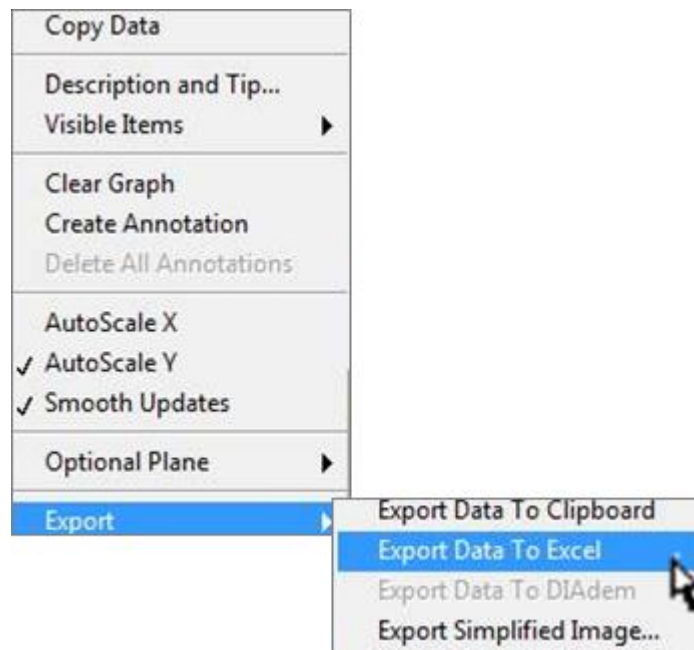 Copy Data
Description and Tip...
Visible Items
Clear Graph
Create Annotation
Delete All Annotations
AutoScale X
✓ AutoScale Y
✓ Smooth Updates
Optional Plane
Export
Export Data To Clipboard
Export Data To Excel
Export Data To DIAdem
Export Simplified Image...